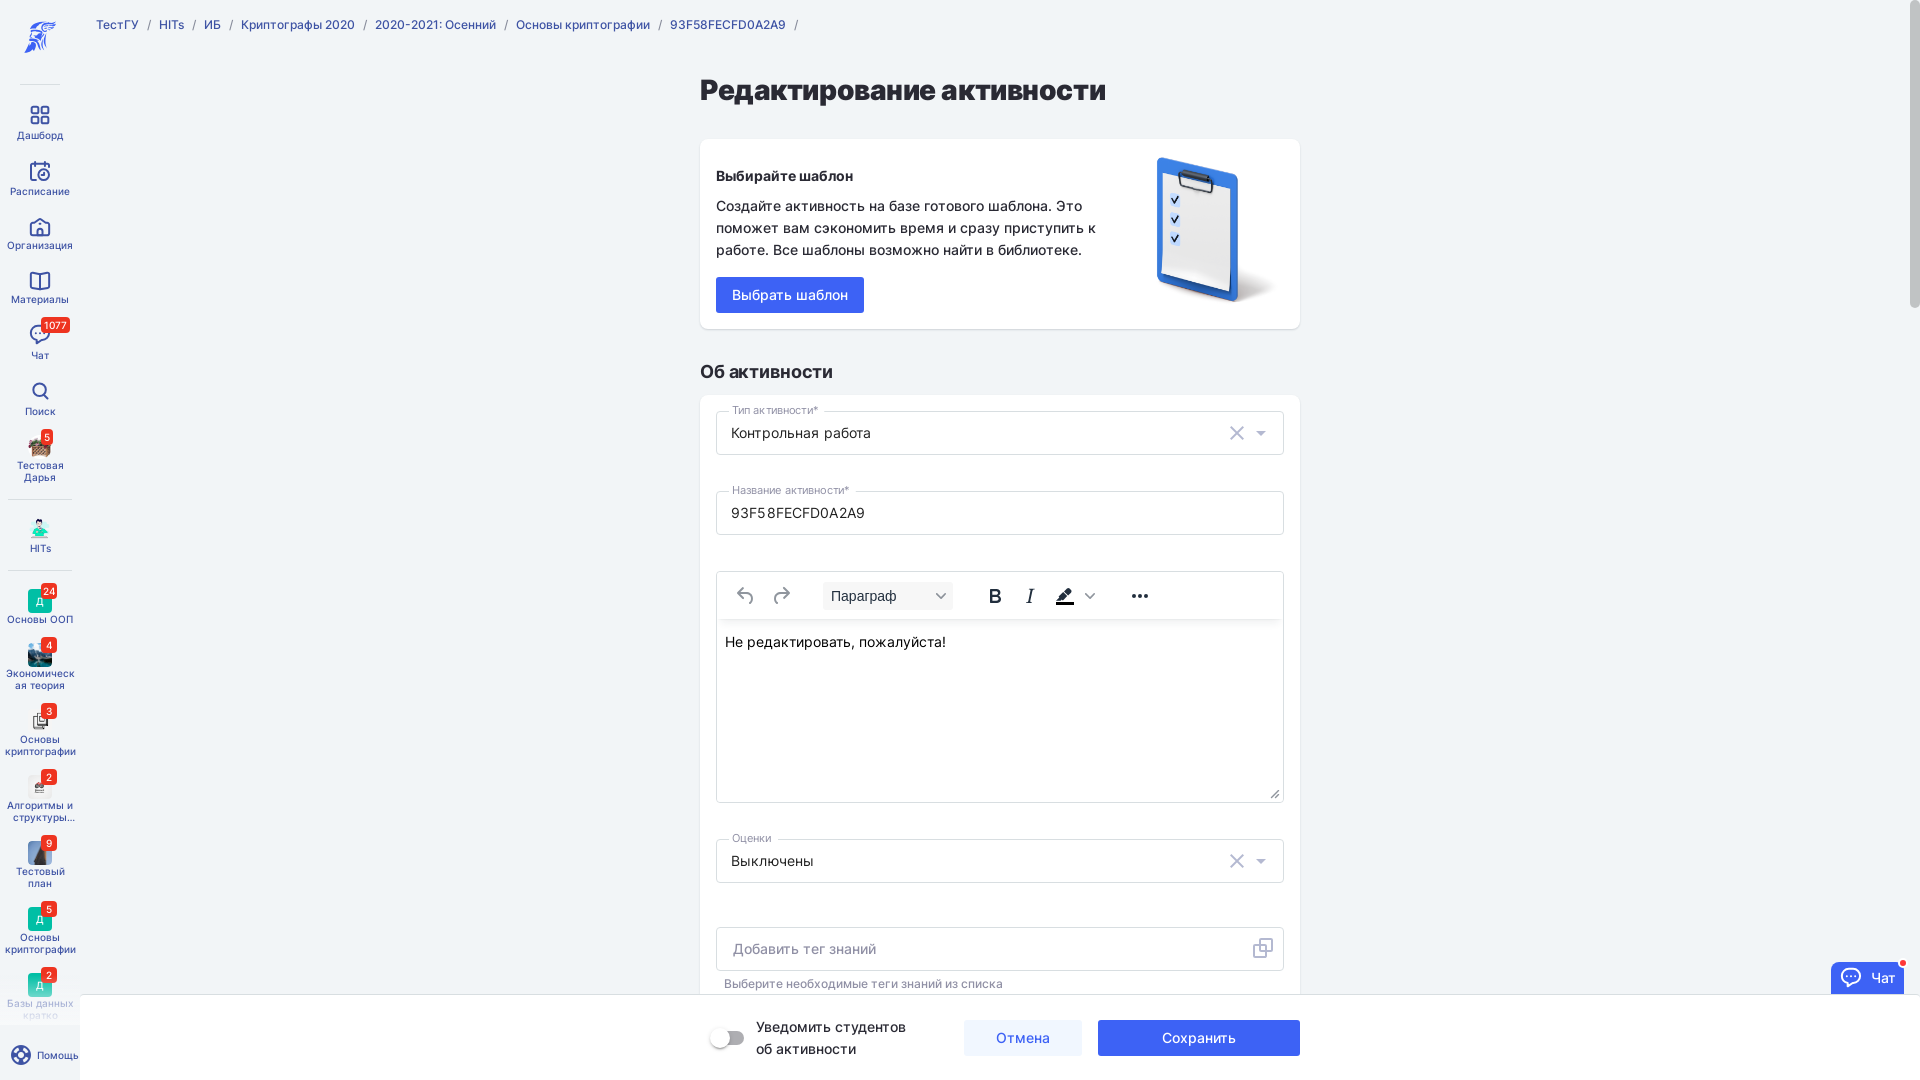 ТестГУ / HITs / ИБ / Криптографы 2020 / 2020-2021: Осенний / Основы криптографии / 93F58FECFD0A2A9 /
Дашборд
Расписание
Организация
Материалы
1077
Чат
Поиск
5
Тестовая
Дарья
HITs
24
Д
Основы ООП
4
Экономическ
ая теория
3
Основы
криптографии
2
Алгоритмы и
структуры...
9
Тестовый
план
5
Д
Основы
криптографии
2
Д
Базы данных
кратко
Помощь
Редактирование активности
Выбирайте шаблон
Создайте активность на базе готового шаблона. Это
поможет вам сэкономить время и сразу приступить к
работе. Все шаблоны возможно найти в библиотеке.
Выбрать шаблон
Об активности
Тип активности*
Контрольная работа
Название активности*
93F58FECFD0A2A9
Параграф
B I
Не редактировать, пожалуйста!
Оценки
Выключены
Добавить тег знаний
Выберите необходимые теги знаний из списка
Чат
Уведомить студентов
об активности
Отмена
Сохранить